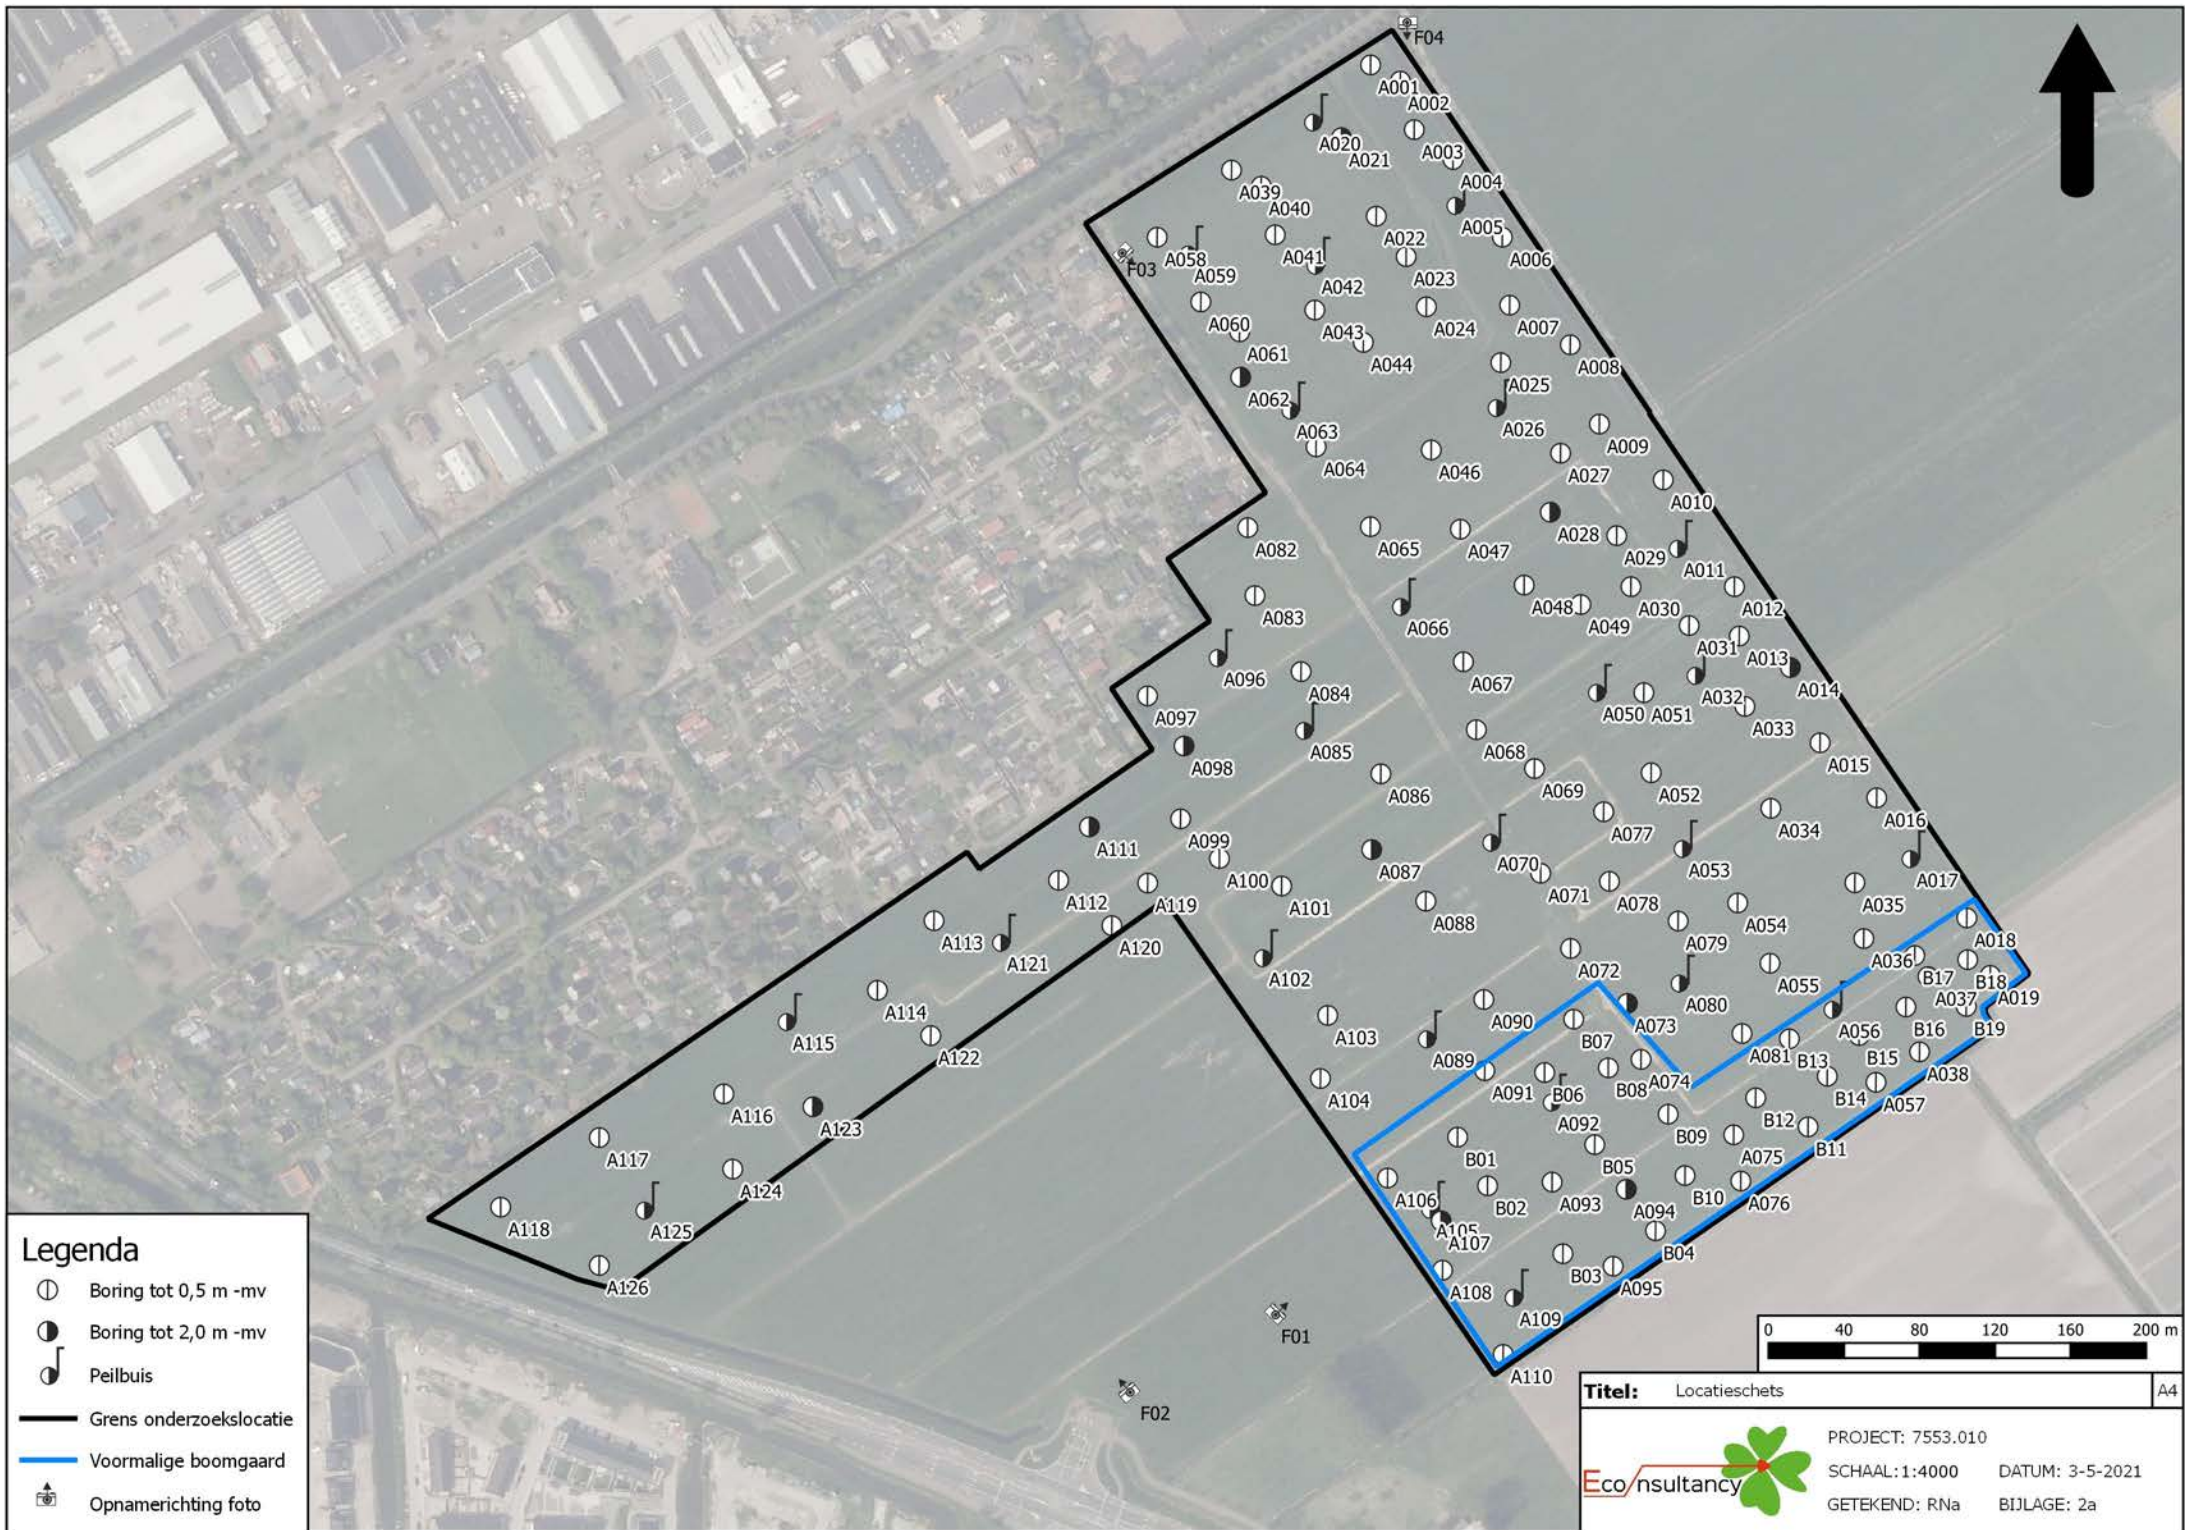 F04
A001
A002
A003
A004
A005
A006
A020
A021
A039
A040
A022
A023
A041
A042
F03
A058
A059
A024
A007
A043
A044
A008
A060
A061
A025
A062
A026
A009
A063
A064
A046
A027
A010
A082
A065
A047
A028
A029
A011
A083
A048
A049
A030
A012
A066
A031
A013
A096
A084
A067
A014
A032
A097
A050
A051
A033
A098
A085
A068
A015
A086
A069
A052
A016
A099
A077
A034
A111
A100
A087
A070
A053
A017
A112
A119
A101
A071
A078
A035
A088
A054
A113
A120
A121
A079
A018
A102
A072
A036
B17
B18
A055
A080
A037
A019
A114
A103
A090
A073
A056
B16
B19
A115
A122
A089
B07
A081
B13
B15
A038
A091
B06
B08
A074
A104
B14
A057
A116
A123
A092
B12
B09
B11
A117
B01
B05
A075
A124
A106
B02
A093
B10
A076
A118
A125
A105
A107
A094
B04
A126
A108
B03
A095
A109
F01
A110
F02
Legenda
Boring tot 0,5 m -mv
Boring tot 2,0 m -mv
Peilbuis
Grens onderzoekslocatie
Voormalige boomgaard
Opnamerichting foto
0 40 80 120 160 200 m
Titel: Locatieschets A4
Econsultancy
PROJECT: 7553.010
SCHAAL:1:4000 DATUM: 3-5-2021
GETEKEND: RNa BIJLAGE: 2a